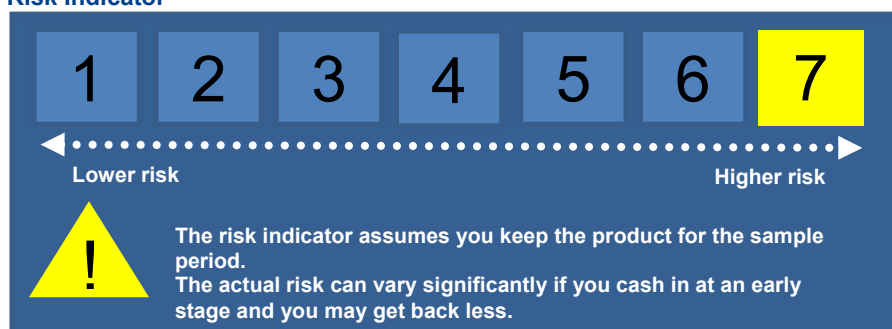 Risk Indicator
1 2 3 4 5 6 7
Lower risk Higher risk
!
The risk indicator assumes you keep the product for the sample
period.
The actual risk can vary significantly if you cash in at an early
stage and you may get back less.